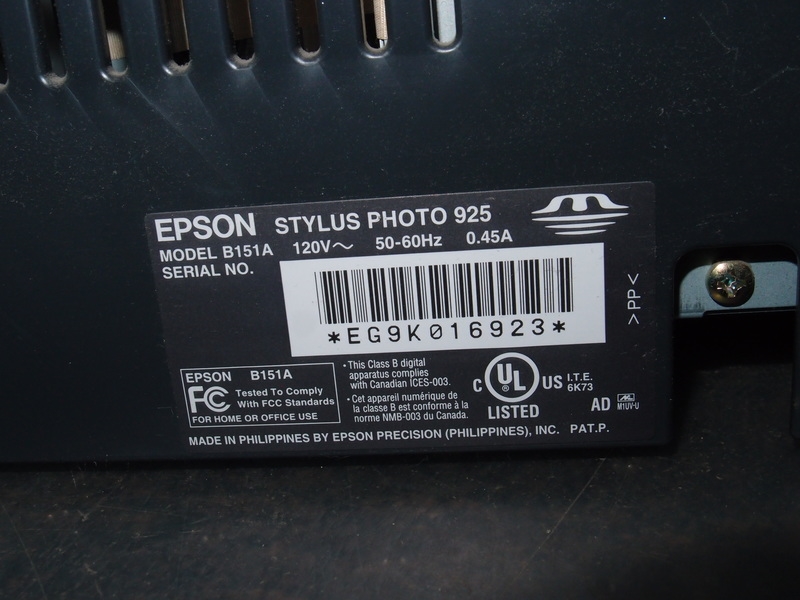 EPSON STYLUS PHOTO 925
MODEL B151A 120V～ 50-60Hz 0.45A
SERIAL NO.
*EG9K016923*
>PP<
EPSON B151A
FC Tested To Comply
With FCC Standards
FOR HOME OR OFFICE USE
• This Class B digital
apparatus complies
with Canadian ICES-003.
• Cet appareil numérique de
la classe B est conforme à la
norme NMB-003 du Canada.
C UL ® US I.T.E.
6K73
LISTED
AD M1UV-U
MADE IN PHILIPPINES BY EPSON PRECISION (PHILIPPINES), INC. PAT.P.